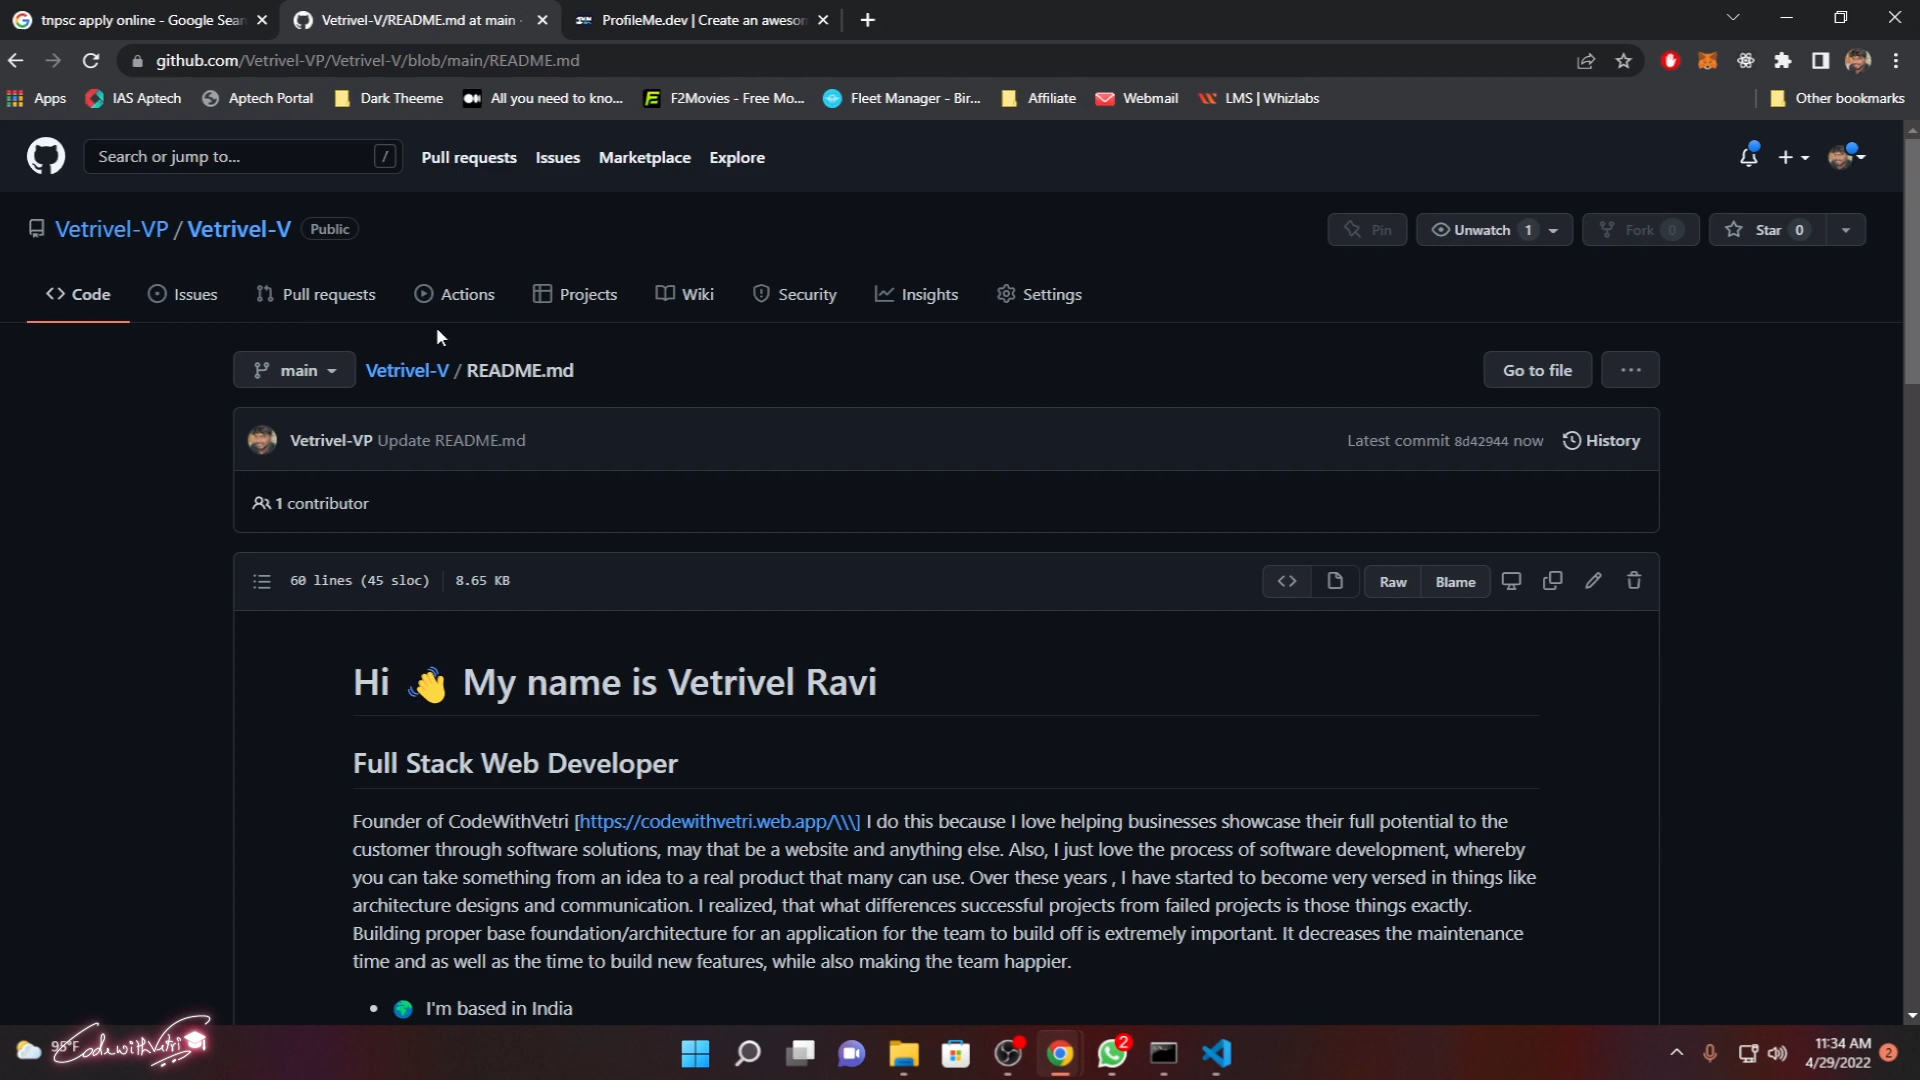 tnpsc apply online - Google Sear
Vetrivel-V/README.md at main ·
ProfileMe.dev | Create an aweson
github.com/Vetrivel-VP/Vetrivel-V/blob/main/README.md
Apps IAS Aptech Aptech Portal Dark Theeme All you need to kno... F2Movies - Free Mo... Fleet Manager - Bir... Affiliate Webmail LMS | Whizlabs Other bookmarks
Search or jump to... / Pull requests Issues Marketplace Explore
Vetrivel-VP / Vetrivel-V Public Pin Unwatch 1 Fork 0 Star 0
<> Code Issues Pull requests Actions Projects Wiki Security Insights Settings
main Vetrivel-V / README.md Go to file ...
Vetrivel-VP Update README.md Latest commit 8d42944 now History
1 contributor
60 lines (45 sloc) 8.65 KB <> Raw Blame
Hi 👋 My name is Vetrivel Ravi
Full Stack Web Developer
Founder of CodeWithVetri [https://codewithvetri.web.app/\\\] I do this because I love helping businesses showcase their full potential to the
customer through software solutions, may that be a website and anything else. Also, I just love the process of software development, whereby
you can take something from an idea to a real product that many can use. Over these years , I have started to become very versed in things like
architecture designs and communication. I realized, that what differences successful projects from failed projects is those things exactly.
Building proper base foundation/architecture for an application for the team to build off is extremely important. It decreases the maintenance
time and as well as the time to build new features, while also making the team happier.
• 🌍 I'm based in India
95°F
CodewithVetri
2
11:34 AM
4/29/2022
2